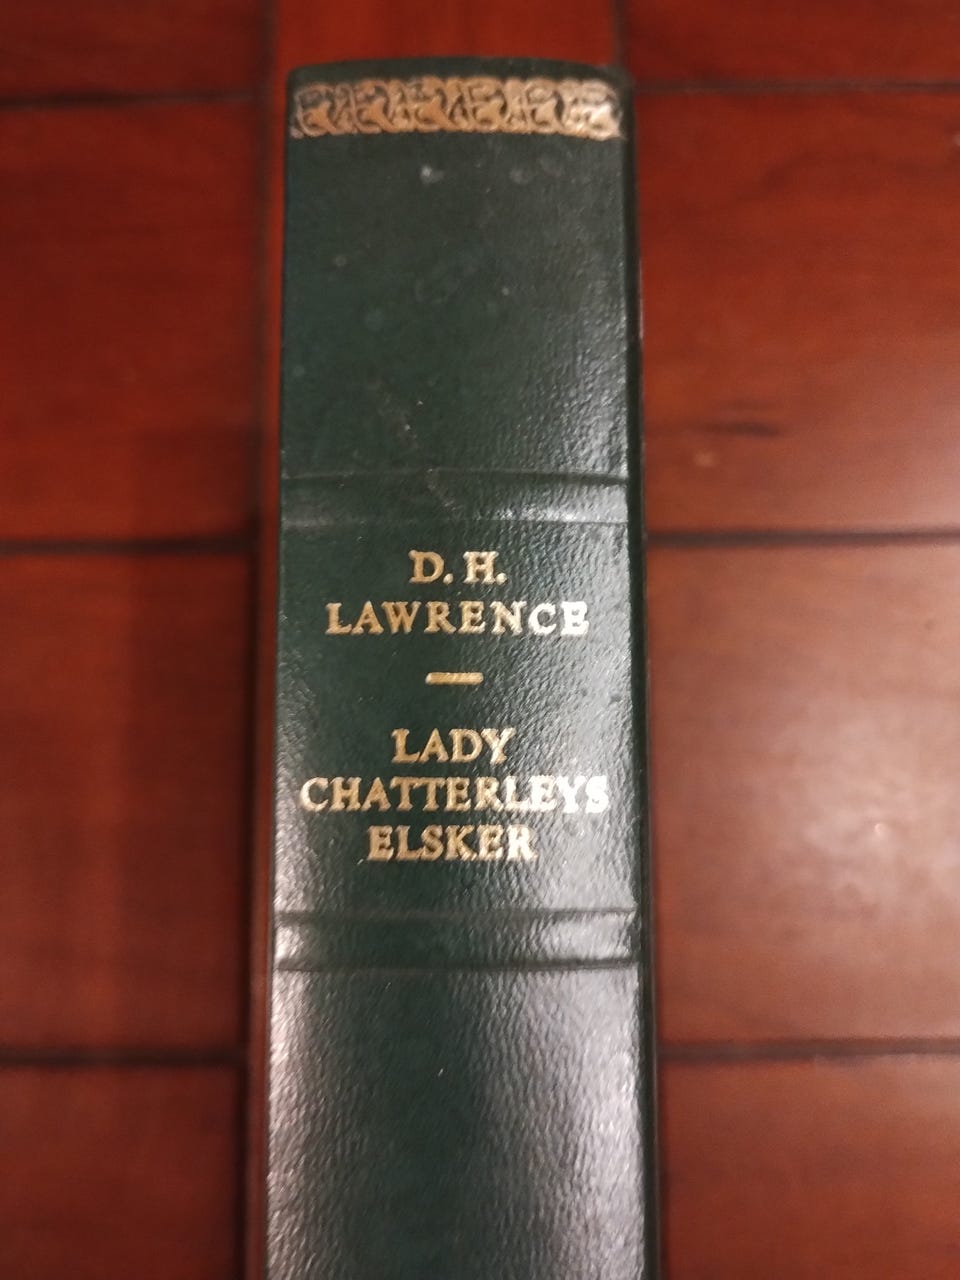 D. H.
LAWRENCE
LADY
CHATTERLEYS
ELSKER